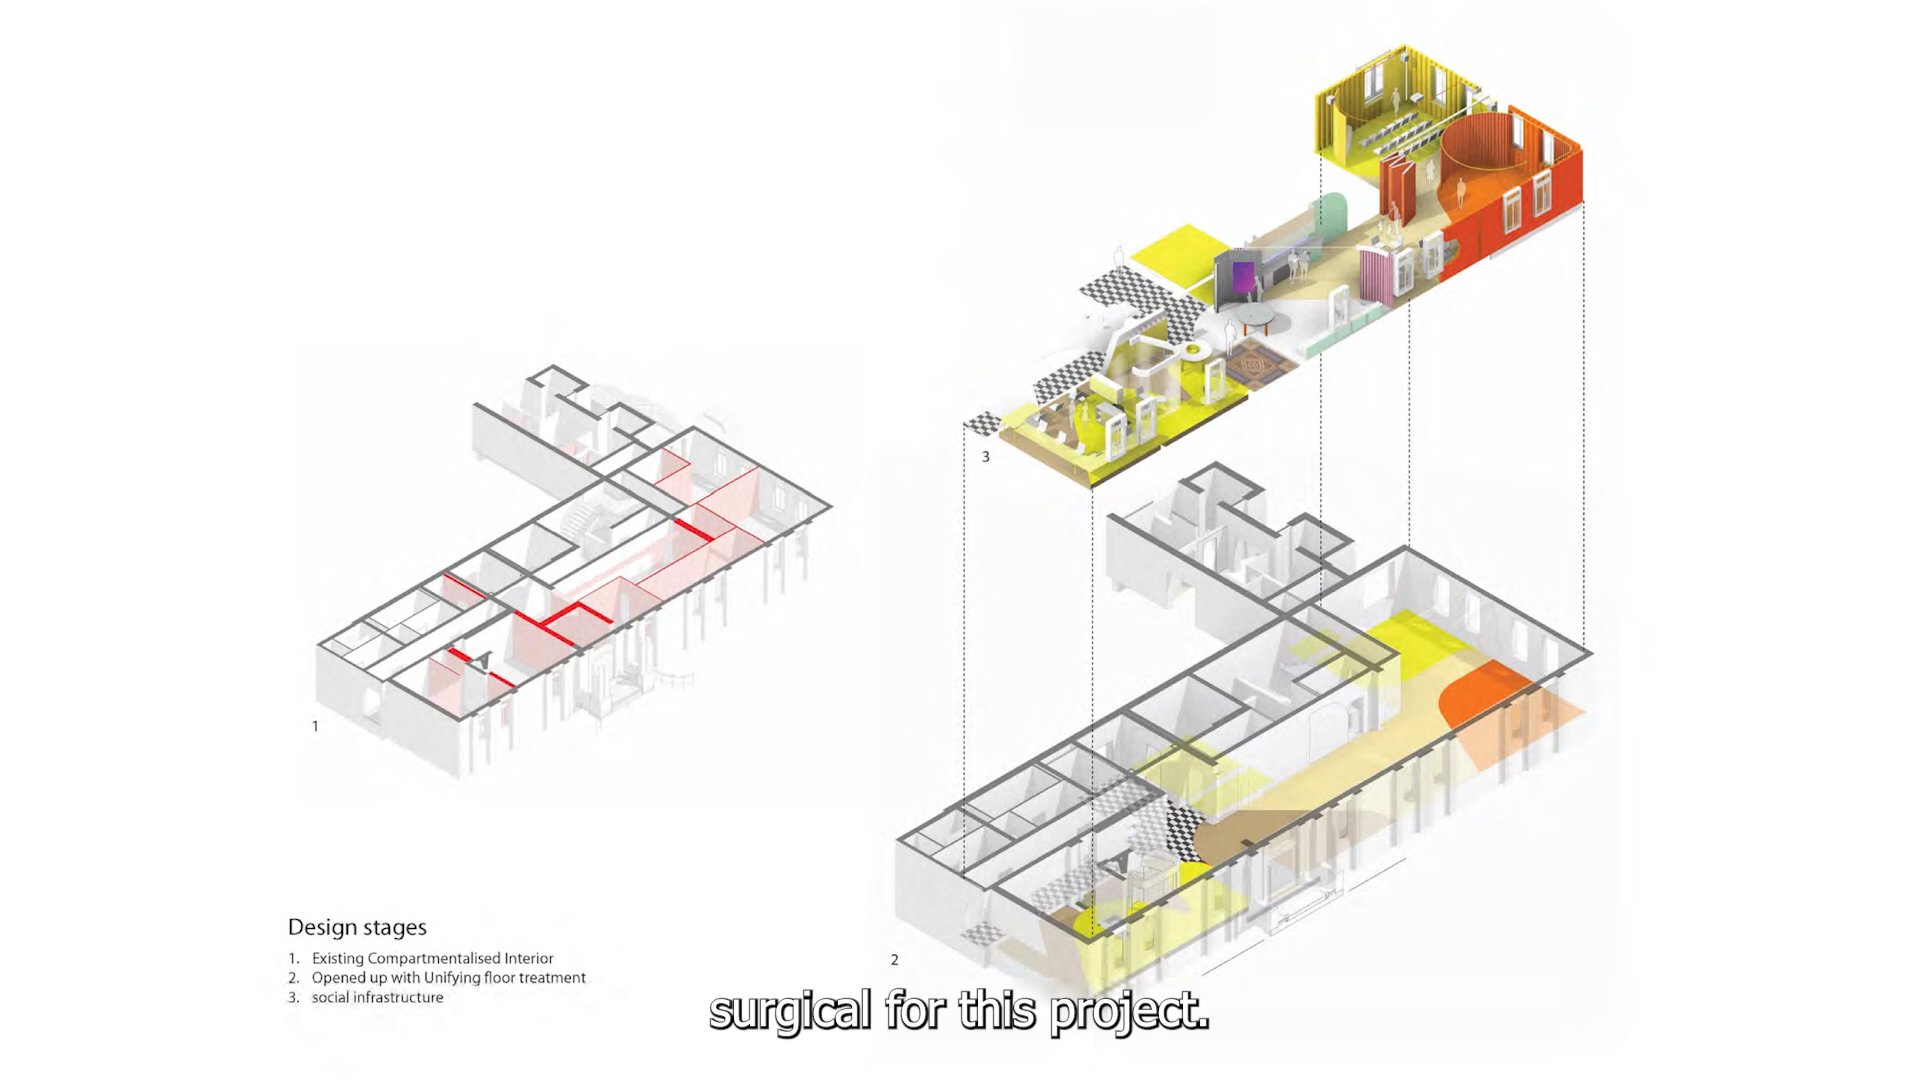 3
1
2
Design stages
1. Existing Compartmentalised Interior
2. Opened up with Unifying floor treatment
3. social infrastructure
surgical for this project.